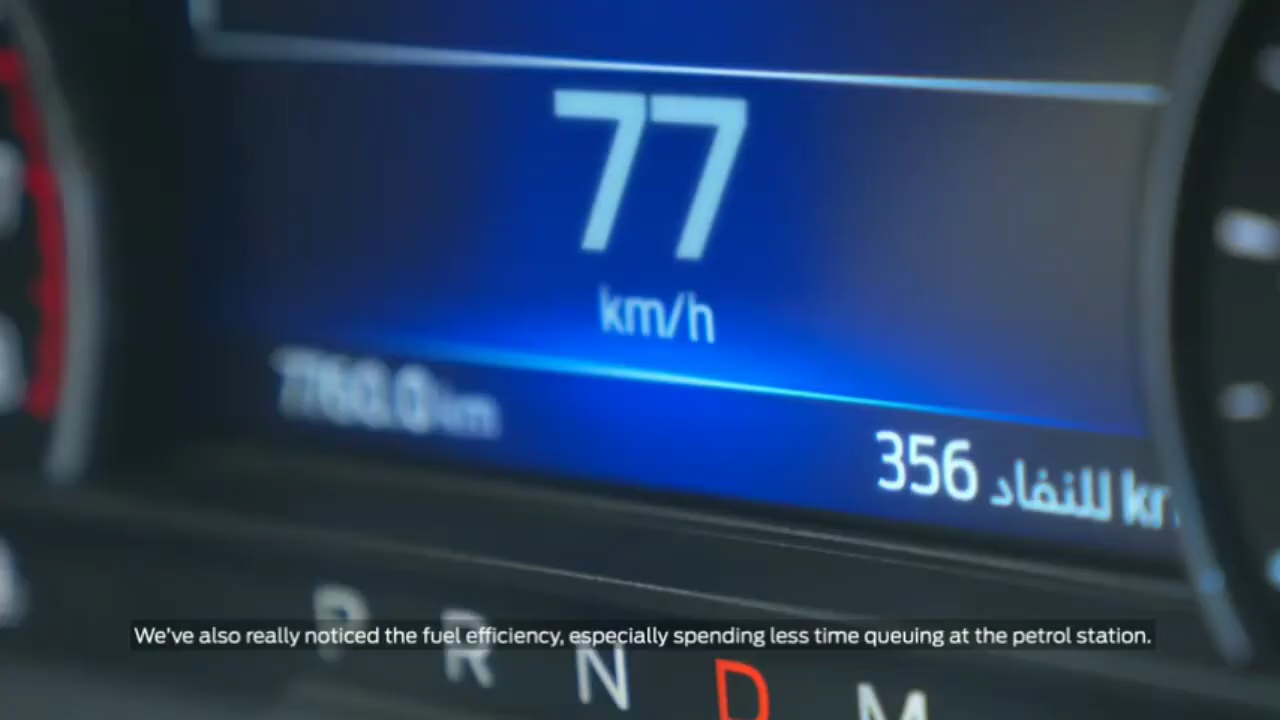 77
km/h
356 للنفاد
We've also really noticed the fuel efficiency, especially spending less time queuing at the petrol station.
P R N D M